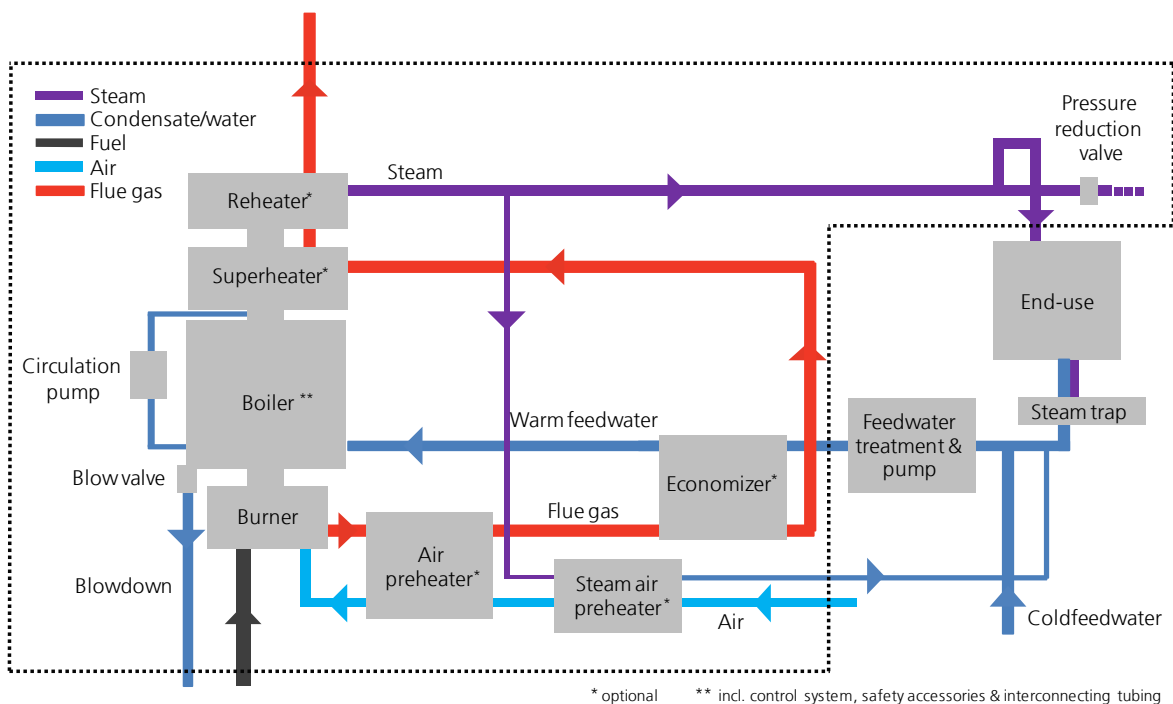 Steam
Condensate/water
Fuel
Air
Flue gas
Pressure
reduction
valve
Steam
Reheater*
Superheater*
End-use
Circulation
pump
Boiler **
Warm feedwater
Feedwater
treatment &
pump
Steam trap
Blow valve
Economizer*
Burner
Flue gas
Air
preheater*
Steam air
preheater*
Blowdown
Air
Coldfeedwater
* optional ** incl. control system, safety accessories & interconnecting tubing